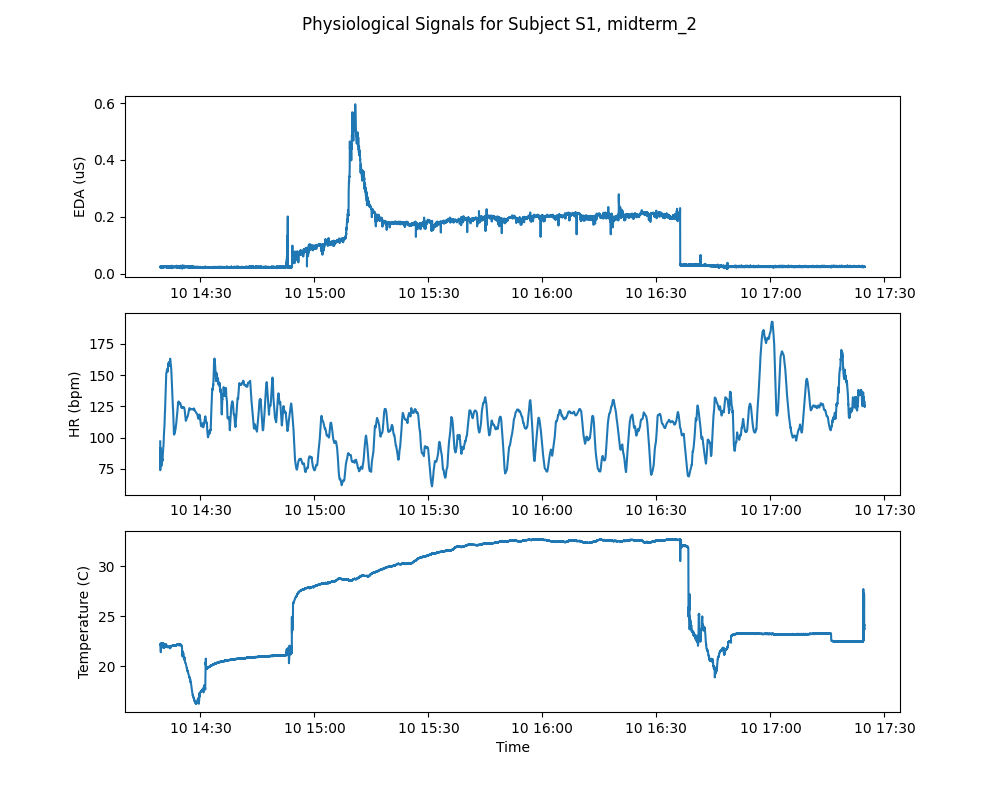 Physiological Signals for Subject S1, midterm_2
EDA (uS)
0.6
0.4
0.2
0.0
10 14:30 10 15:00 10 15:30 10 16:00 10 16:30 10 17:00 10 17:30
HR (bpm)
175
150
125
100
75
10 14:30 10 15:00 10 15:30 10 16:00 10 16:30 10 17:00 10 17:30
Temperature (C)
30
25
20
10 14:30 10 15:00 10 15:30 10 16:00 10 16:30 10 17:00 10 17:30
Time